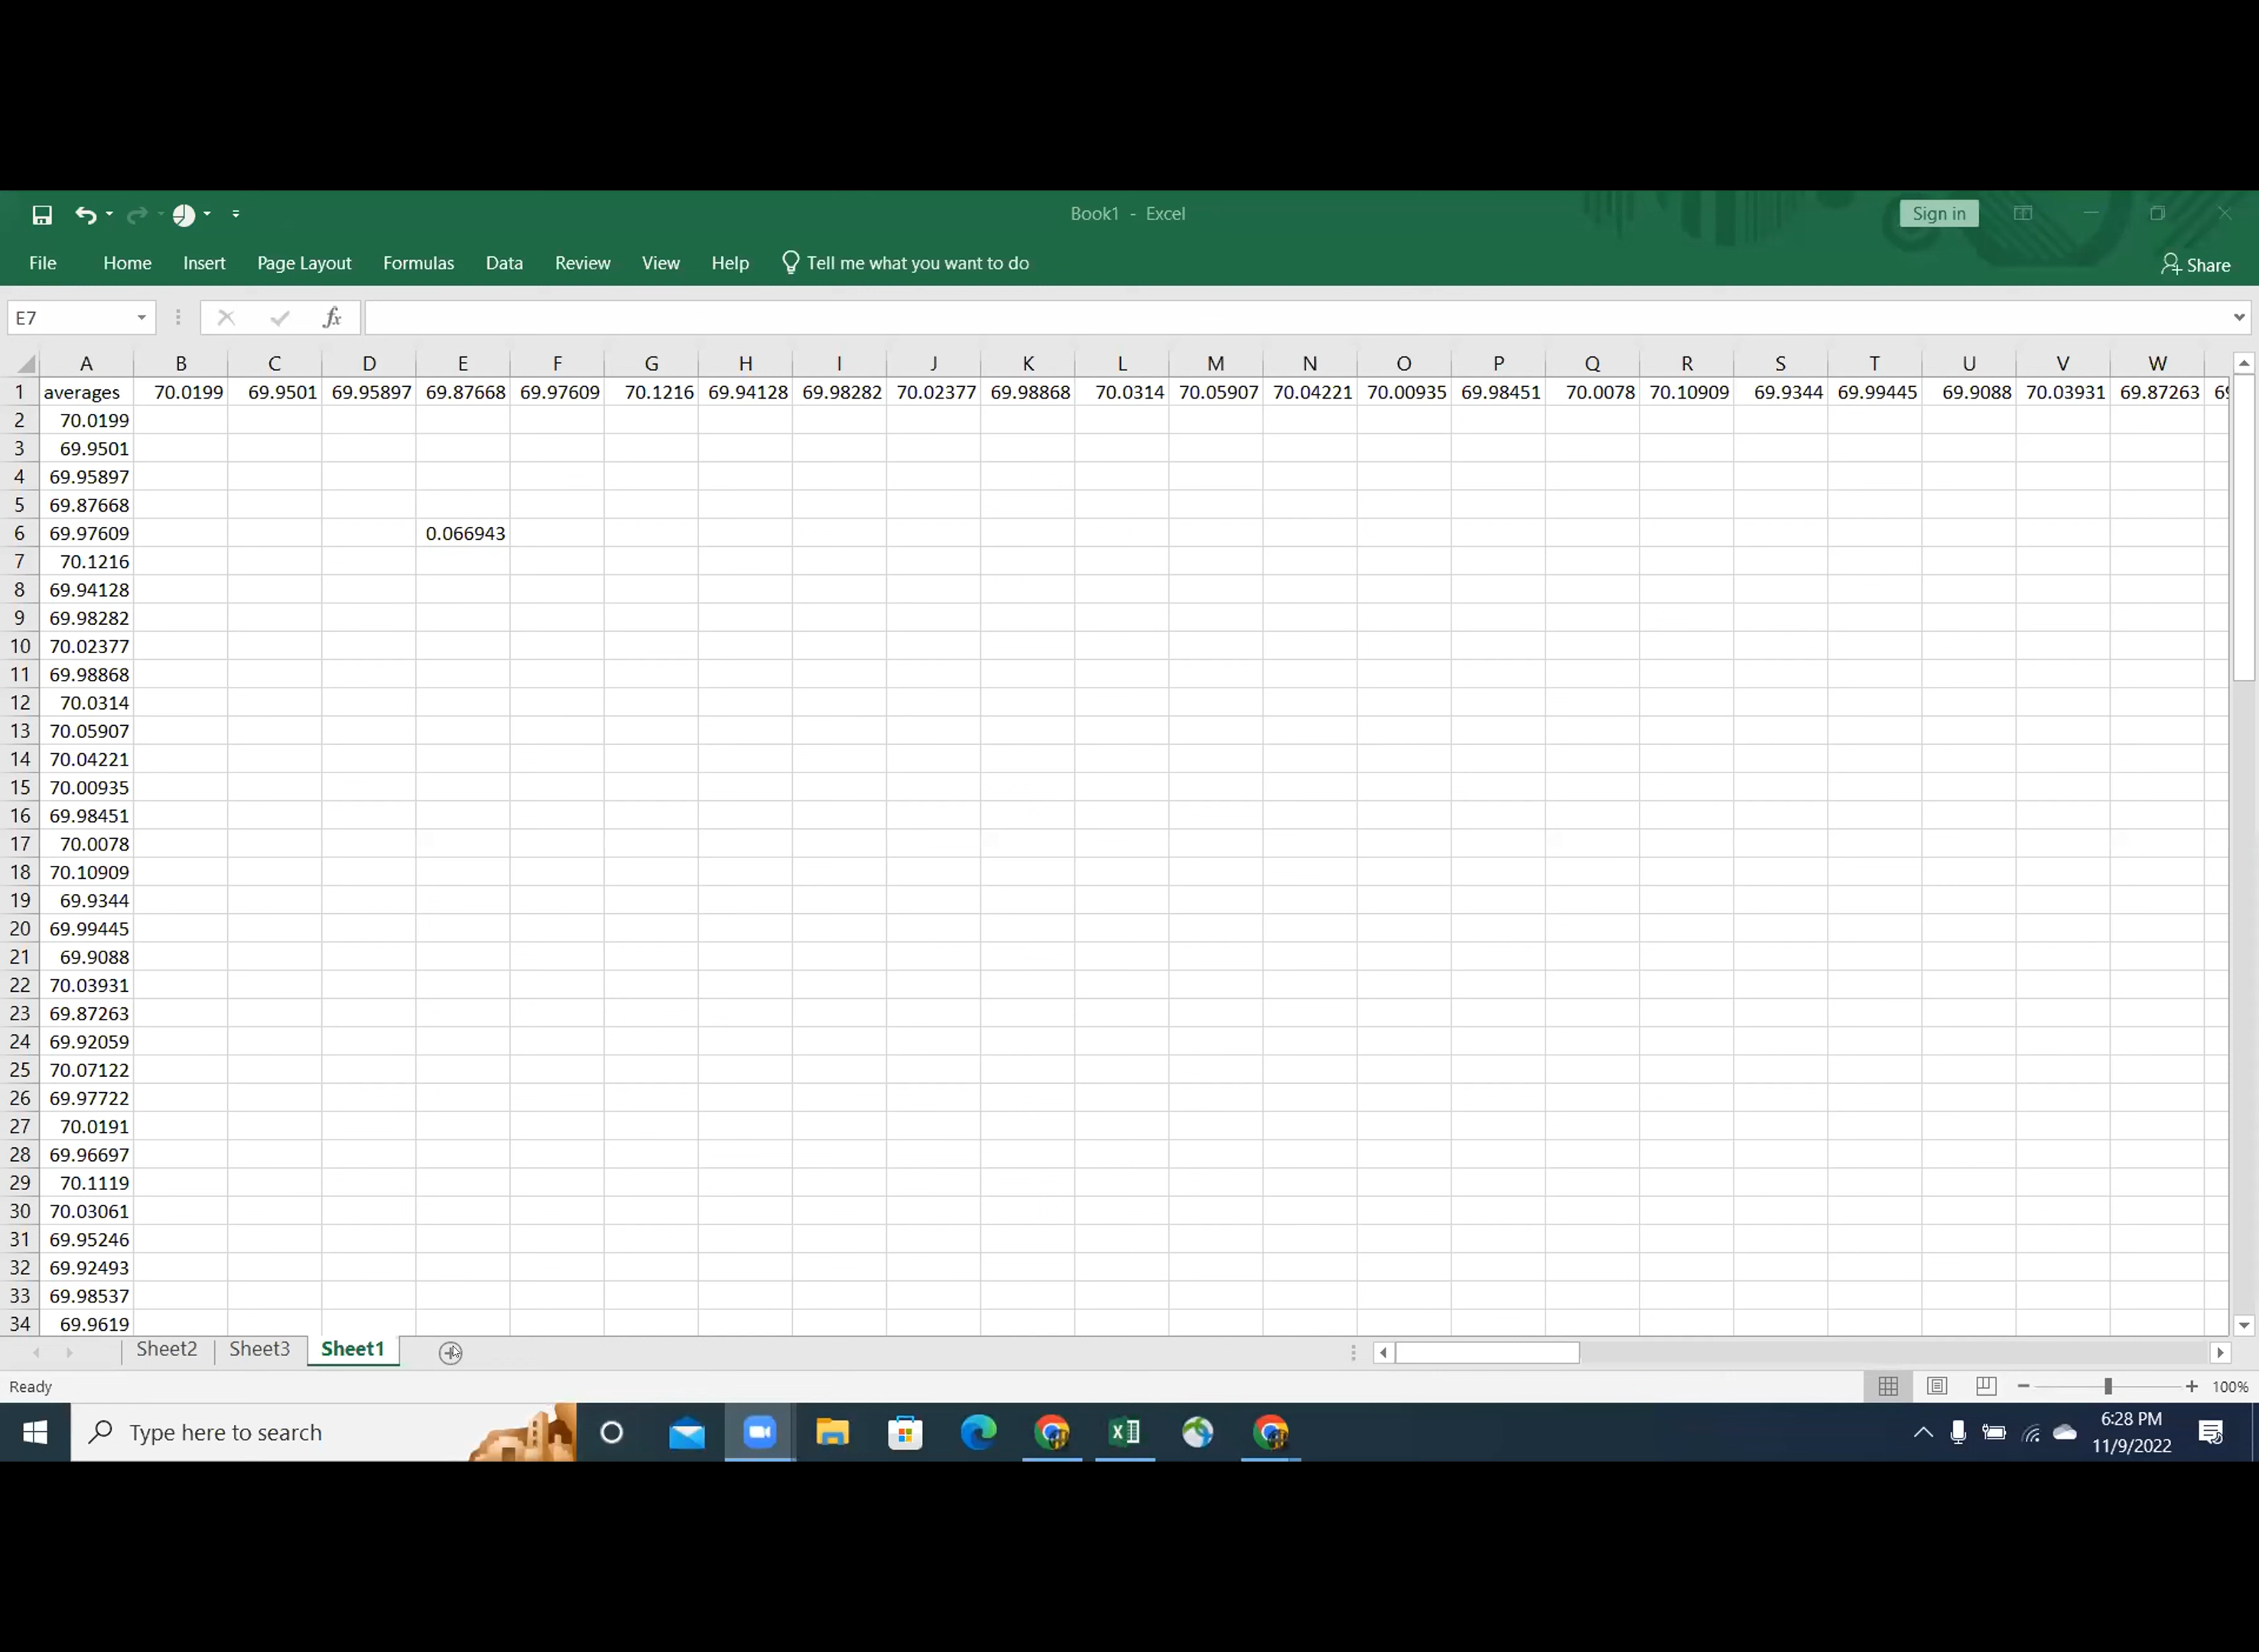 Book1 - Excel
Sign in
File Home Insert Page Layout Formulas Data Review View Help Tell me what you want to do
Share
E7 fx
A B C D E F G H I J K L M N O P Q R S T U V W
1 averages 70.0199 69.9501 69.95897 69.87668 69.97609 70.1216 69.94128 69.98282 70.02377 69.98868 70.0314 70.05907 70.04221 70.00935 69.98451 70.0078 70.10909 69.9344 69.99445 69.9088 70.03931 69.87263
2 70.0199
3 69.9501
4 69.95897
5 69.87668
6 69.97609 0.066943
7 70.1216
8 69.94128
9 69.98282
10 70.02377
11 69.98868
12 70.0314
13 70.05907
14 70.04221
15 70.00935
16 69.98451
17 70.0078
18 70.10909
19 69.9344
20 69.99445
21 69.9088
22 70.03931
23 69.87263
24 69.92059
25 70.07122
26 69.97722
27 70.0191
28 69.96697
29 70.1119
30 70.03061
31 69.95246
32 69.92493
33 69.98537
34 69.9619
Sheet2 Sheet3 Sheet1
Ready
100%
Type here to search
6:28 PM
11/9/2022